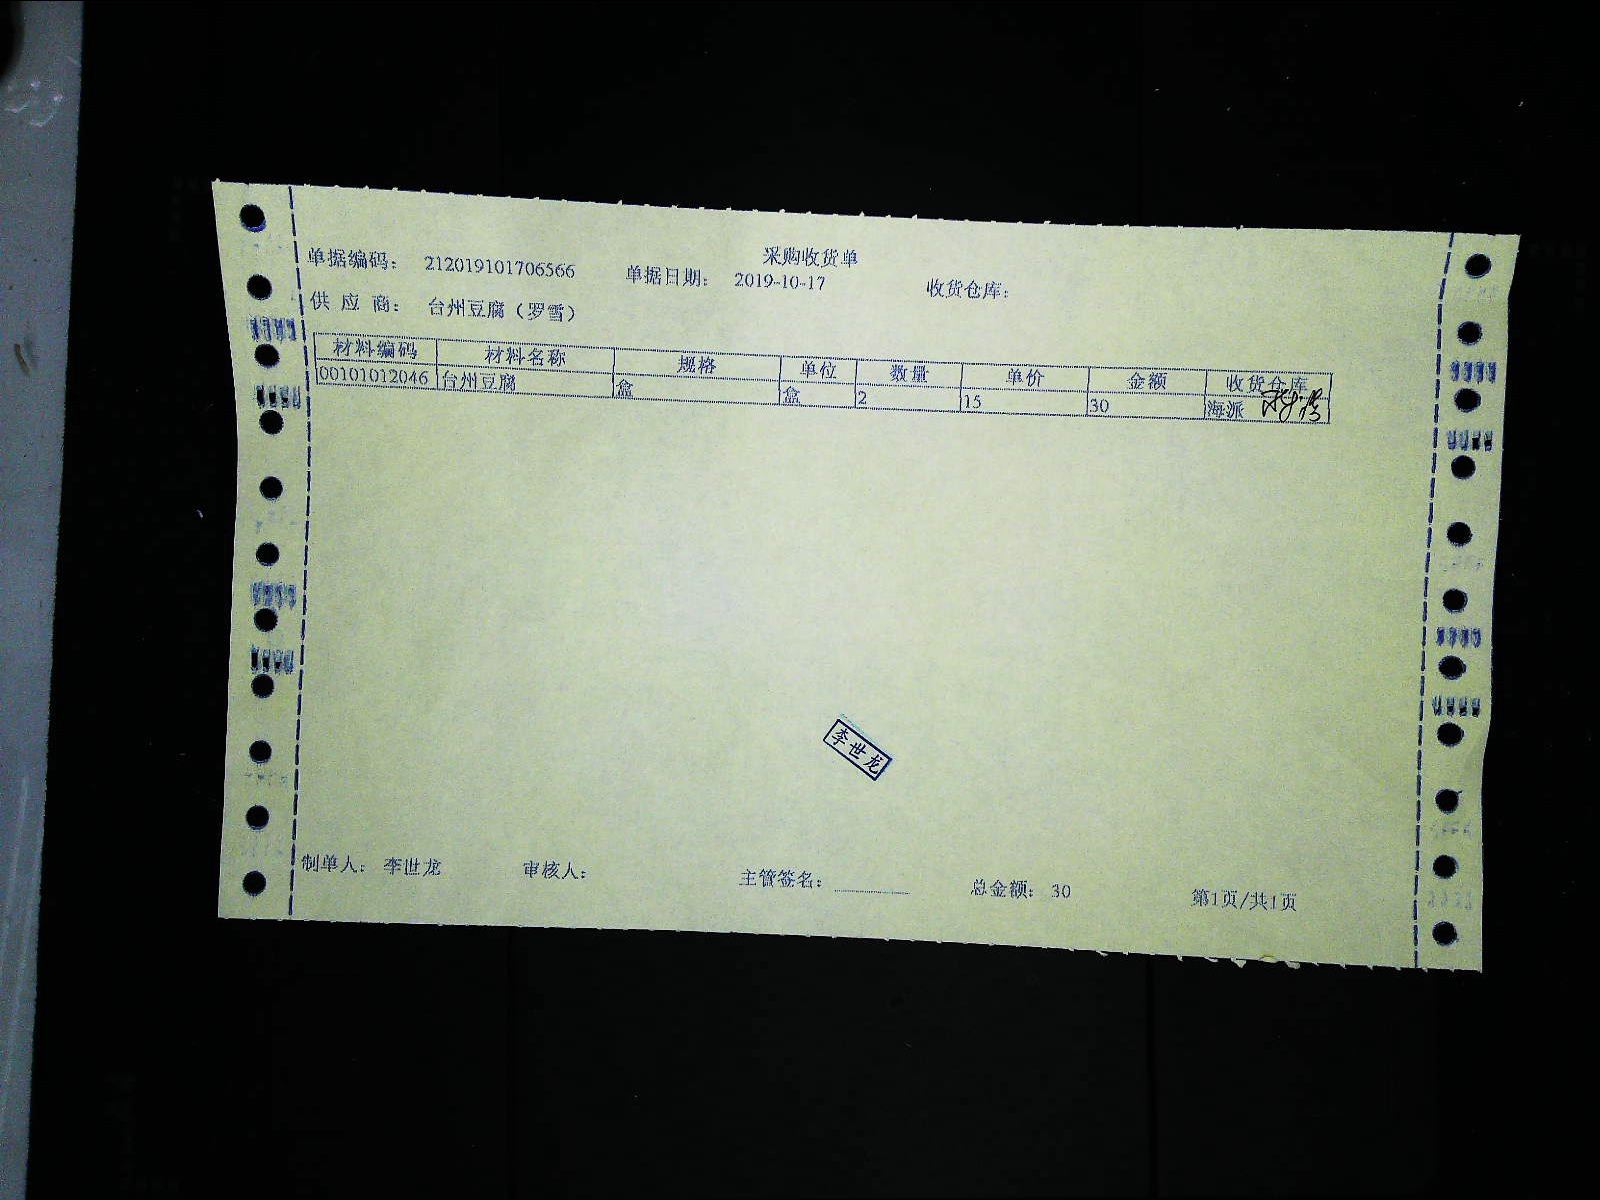 采购收货单
单据编码： 212019101706566 单据日期： 2019-10-17 收货仓库：
供 应 商： 台州豆腐（罗雪）
材料编码 材料名称 规格 单位 数量 单价 金额 收货仓库
00101012046 台州豆腐 盒 盒 2 15 30 海派
李世龙
制单人： 李世龙 审核人： 主管签名： 总金额： 30 第1页/共1页